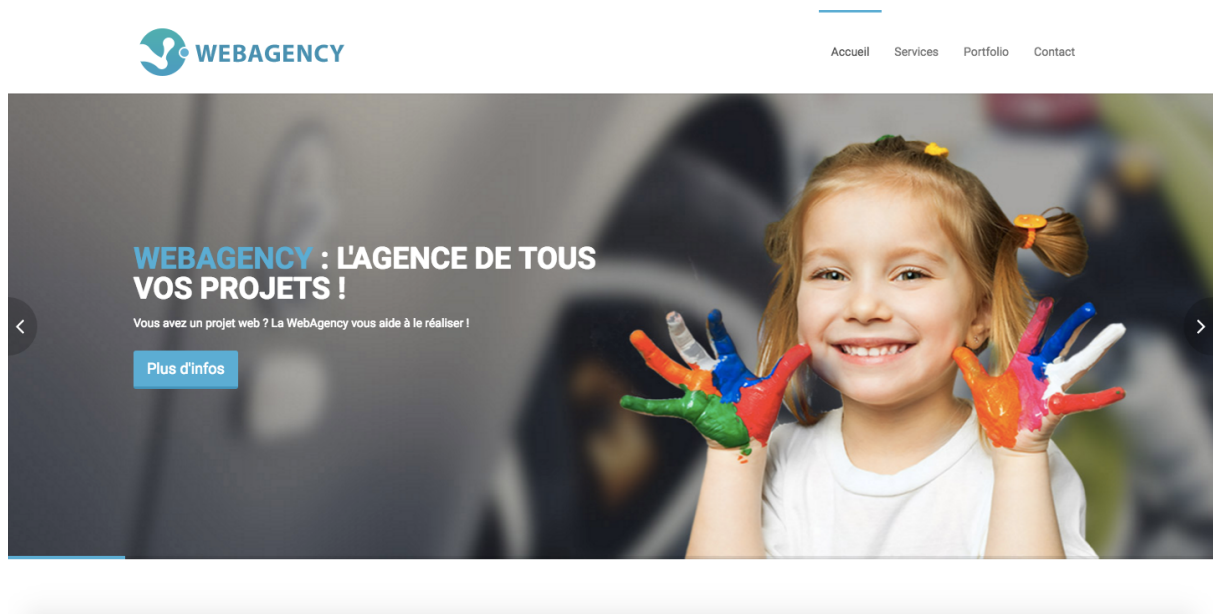 WEBAGENCY
Accueil Services Portfolio Contact
WEBAGENCY : L'AGENCE DE TOUS
VOS PROJETS !
Vous avez un projet web ? La WebAgency vous aide à le réaliser !
Plus d'infos